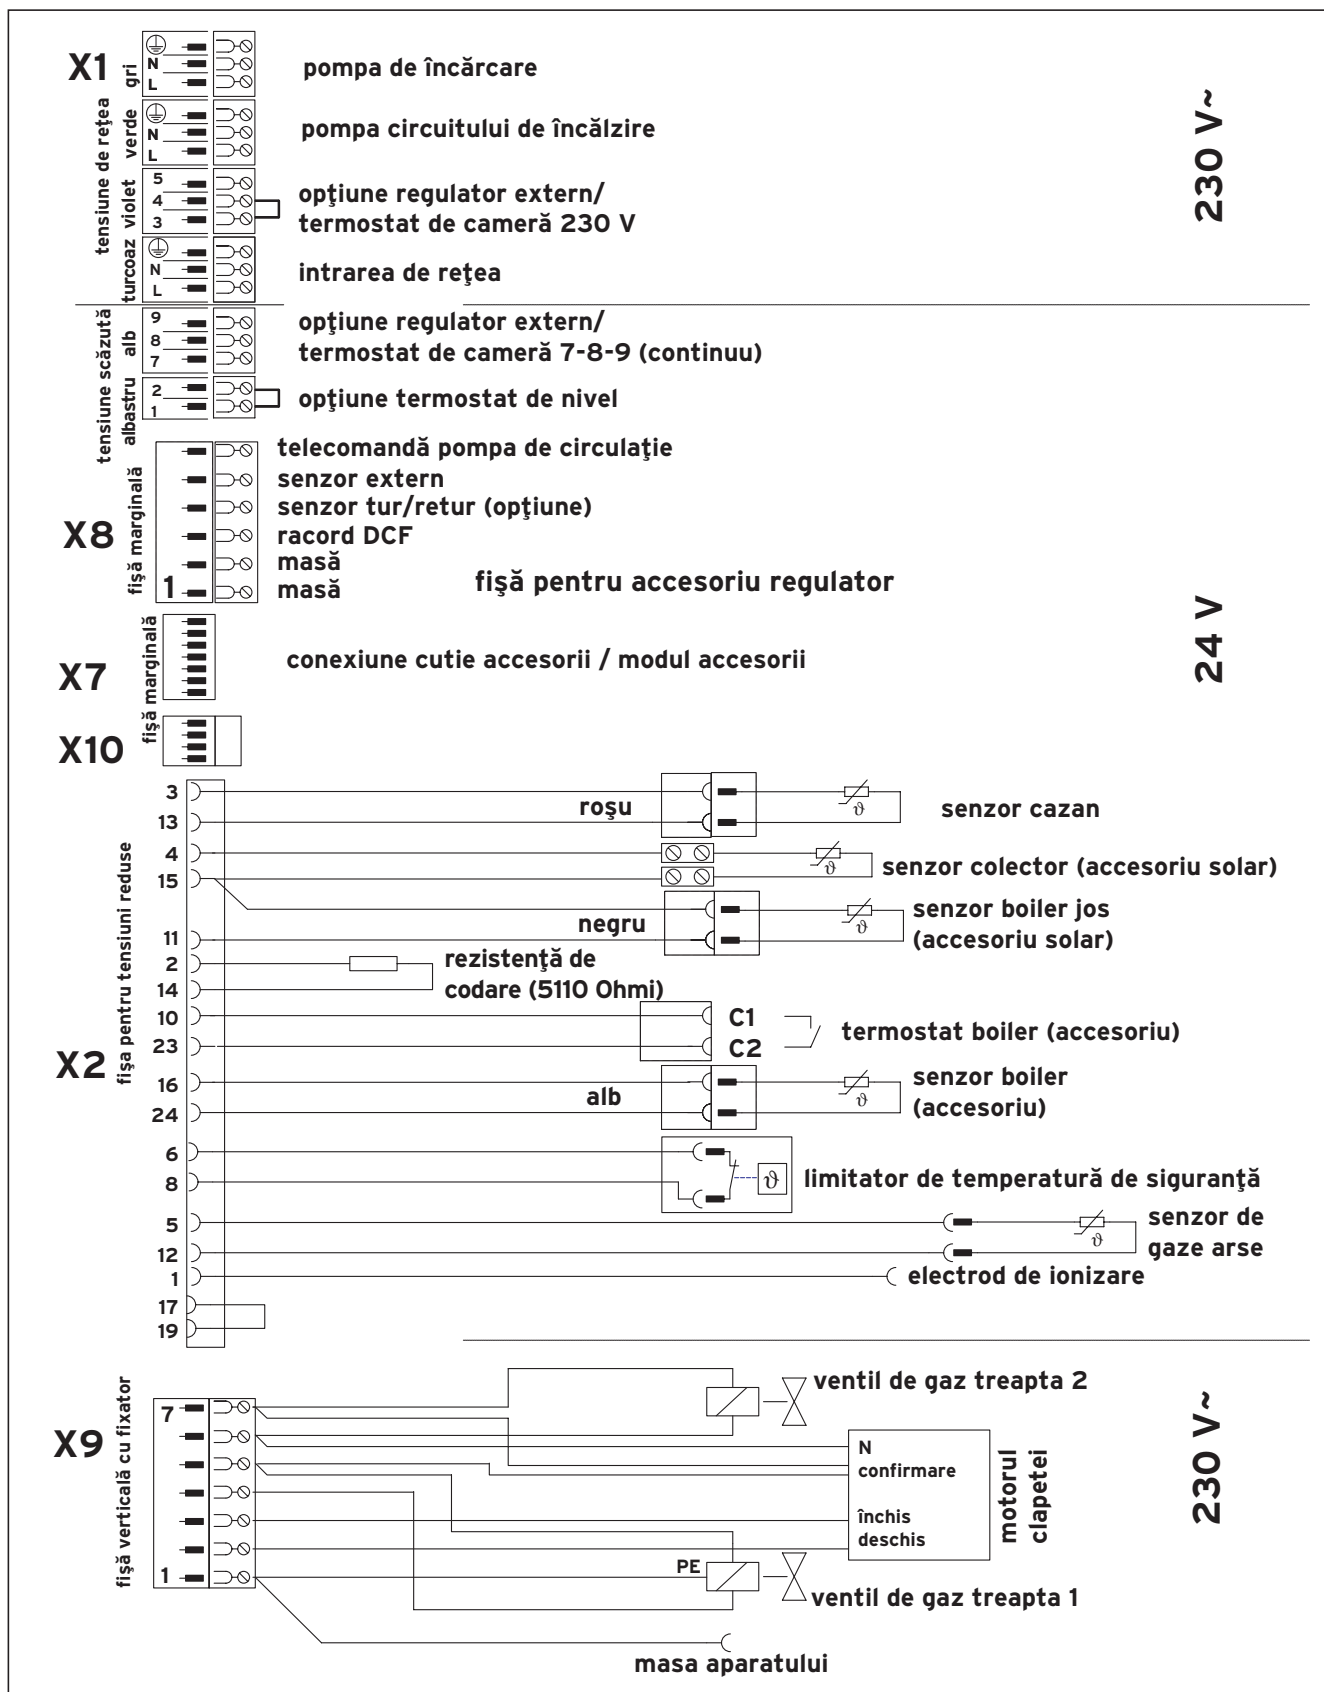 X1
tensiune de reţea
gri
N
L
pompa de încărcare
verde
N
L
pompa circuitului de încălzire
violet
5
4
3
opţiune regulator extern/
termostat de cameră 230 V
turcoaz
N
L
intrarea de reţea
230 V~
tensiune scăzută
alb
9
8
7
opţiune regulator extern/
termostat de cameră 7-8-9 (continuu)
albastru
2
1
opţiune termostat de nivel
X8
fişă marginală
1
telecomandă pompa de circulaţie
senzor extern
senzor tur/retur (opţiune)
racord DCF
masă
masă
fişă pentru accesoriu regulator
24 V
X7
fişă marginală
conexiune cutie accesorii / modul accesorii
X10
X2
fişa pentru tensiuni reduse
3
13
roşu
ϑ
senzor cazan
4
15
ϑ
senzor colector (accesoriu solar)
11
negru
ϑ
senzor boiler jos
(accesoriu solar)
2
14
rezistenţă de
codare (5110 Ohmi)
10
23
C1
C2
termostat boiler (accesoriu)
16
24
alb
ϑ
senzor boiler
(accesoriu)
6
8
ϑ
limitator de temperatură de siguranţă
5
12
ϑ
senzor de
gaze arse
1
electrod de ionizare
17
19
X9
fişă verticală cu fixator
7
1
ventil de gaz treapta 2
N
confirmare
închis
deschis
motorul
clapetei
PE
ventil de gaz treapta 1
masa aparatului
230 V~